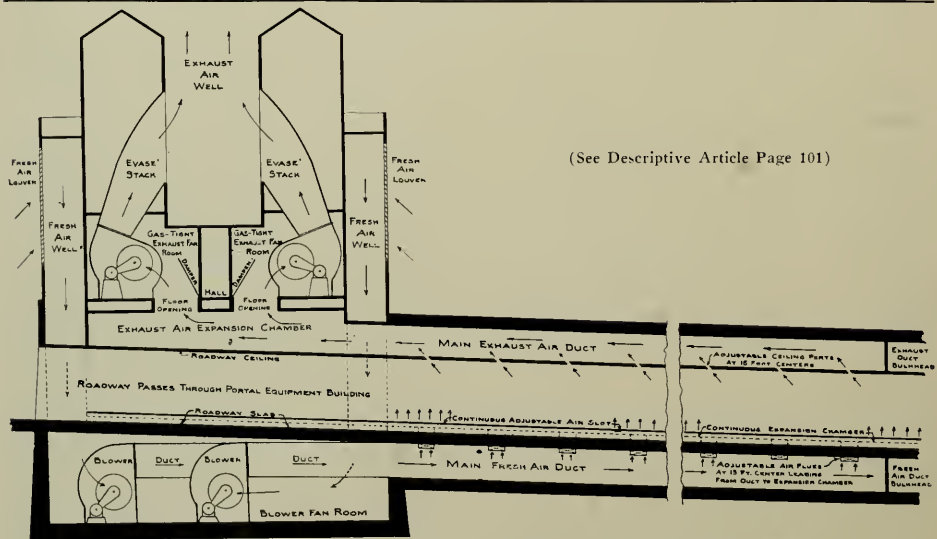 EXHAUST
AIR
WELL
(See Descriptive Article Page 101)
FRESH
AIR
LOUVER
EVASE'
STACK
EVASE'
STACK
FRESH
AIR
LOUVER
FRESH
AIR
WELL
GAS-TIGHT
EXHAUST FAN
ROOM
DAMPER
HALL
DAMPER
GAS-TIGHT
EXHAUST FAN
ROOM
FRESH
AIR
WELL
FLOOR
OPENING
FLOOR
OPENING
EXHAUST AIR EXPANSION CHAMBER
ROADWAY CEILING
MAIN EXHAUST AIR DUCT
ADJUSTABLE CEILING PORTS
AT 15 FOOT CENTERS
EXHAUST
DUCT
BULKHEAD
ROADWAY PASSES THROUGH PORTAL EQUIPMENT BUILDING
ROADWAY SLAB
CONTINUOUS ADJUSTABLE AIR SLOT
CONTINUOUS EXPANSION CHAMBER
BLOWER
DUCT
BLOWER
DUCT
MAIN FRESH AIR DUCT
ADJUSTABLE AIR FLUES
AT 15 FT. CENTER LEADING
FROM DUCT TO EXPANSION CHAMBER
FRESH
AIR DUCT
BULKHEAD
BLOWER FAN ROOM